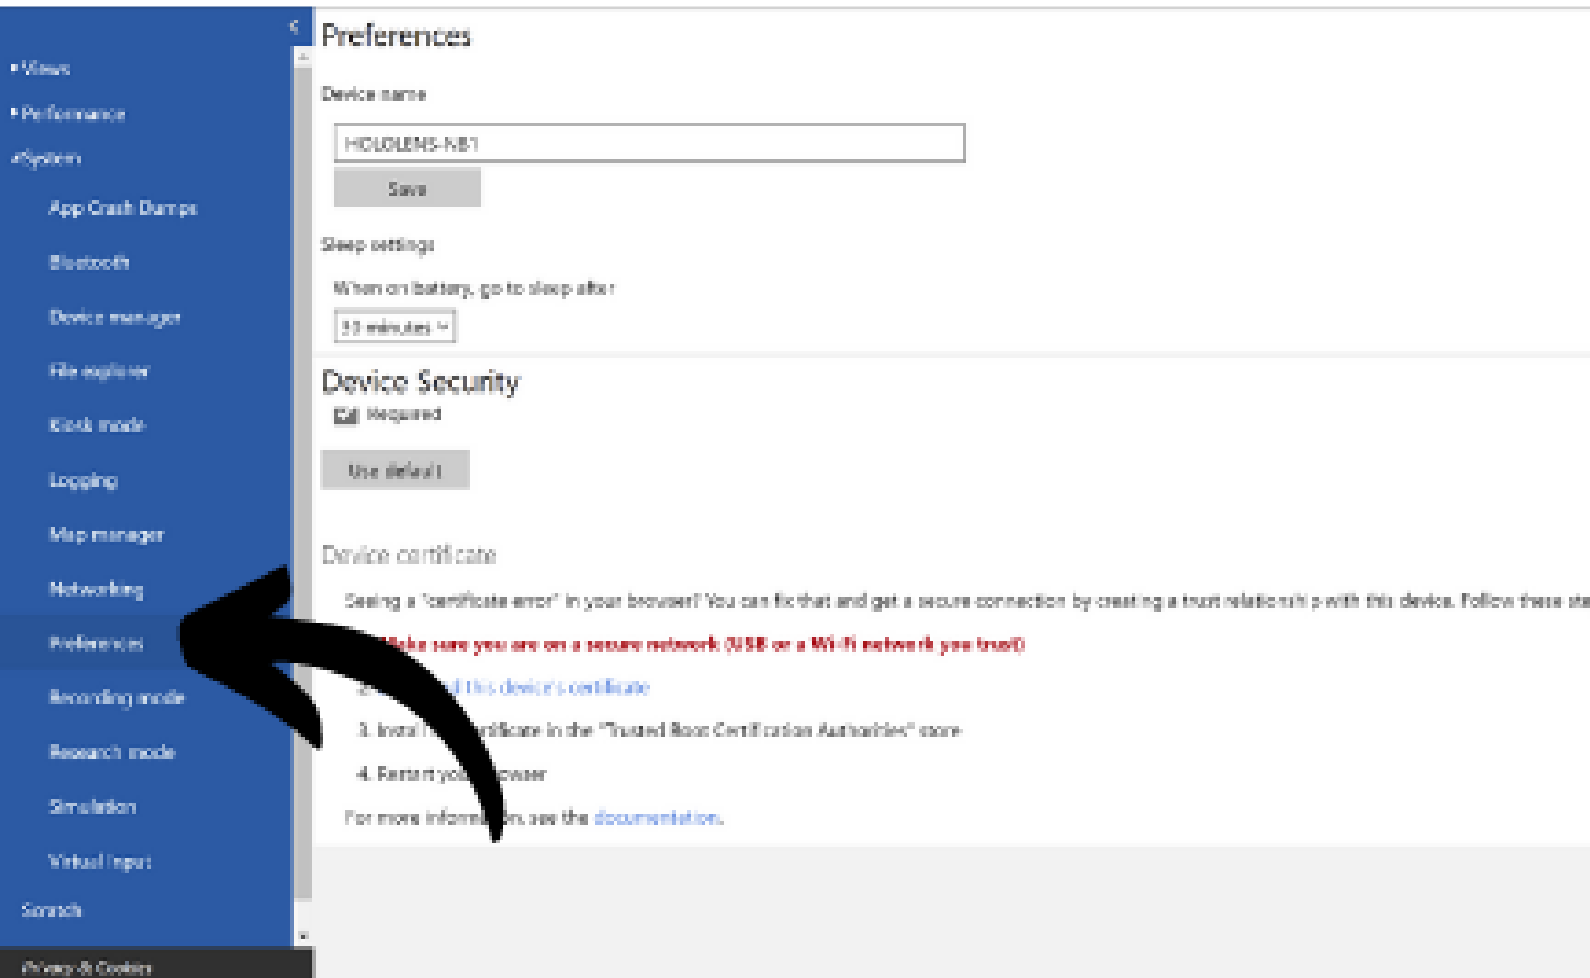 Views
Performance
System
App Crash Dumps
Bluetooth
Device manager
File explorer
Kiosk mode
Logging
Map manager
Networking
Preferences
Recording mode
Research mode
Simulation
Virtual Input
Scratch
Privacy & Cookies
Preferences
Device name
HOLOLENS-NB1
Save
Sleep settings
When on battery, go to sleep after
minutes
Device Security
Required
Use default
Device certificate
Seeing a "certificate error" in your browser? You can fix that and get a secure connection by creating a trust relationship with this device. Follow these
Make sure you are on a secure network (USB or a Wi-Fi network you trust)
2. this device's certificate
3. Install certificate in the "Trusted Root Certification Authorities" store
4. Restart your browser
For more information, see the documentation.